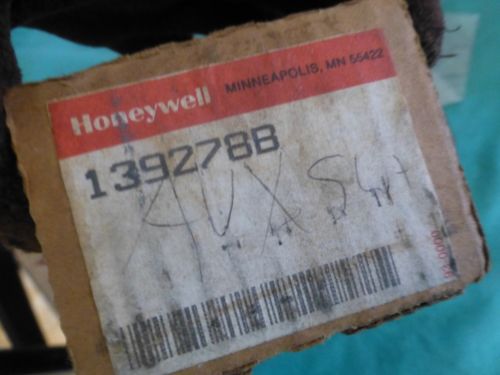 Honeywell MINNEAPOLIS, MN 55422
139278B
AUX SW